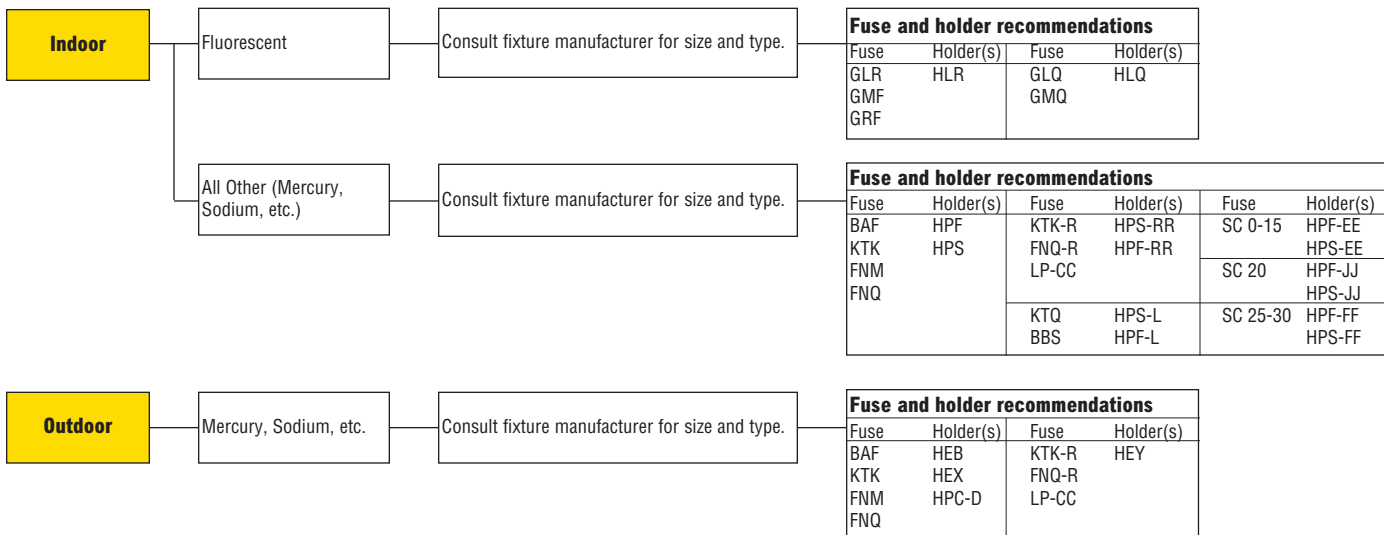 Indoor
Fluorescent
Consult fixture manufacturer for size and type.
Fuse and holder recommendations
Fuse Holder(s) Fuse Holder(s)
GLR HLR GLQ HLQ
GMF GMQ
GRF
All Other (Mercury,
Sodium, etc.)
Consult fixture manufacturer for size and type.
Fuse and holder recommendations
Fuse Holder(s) Fuse Holder(s) Fuse Holder(s)
BAF HPF KTK-R HPS-RR SC 0-15 HPF-EE
KTK HPS FNQ-R HPF-RR HPS-EE
FNM LP-CC SC 20 HPF-JJ
FNQ HPS-JJ
KTQ HPS-L SC 25-30 HPF-FF
BBS HPF-L HPS-FF
Outdoor
Mercury, Sodium, etc.
Consult fixture manufacturer for size and type.
Fuse and holder recommendations
Fuse Holder(s) Fuse Holder(s)
BAF HEB KTK-R HEY
KTK HEX FNQ-R
FNM HPC-D LP-CC
FNQ